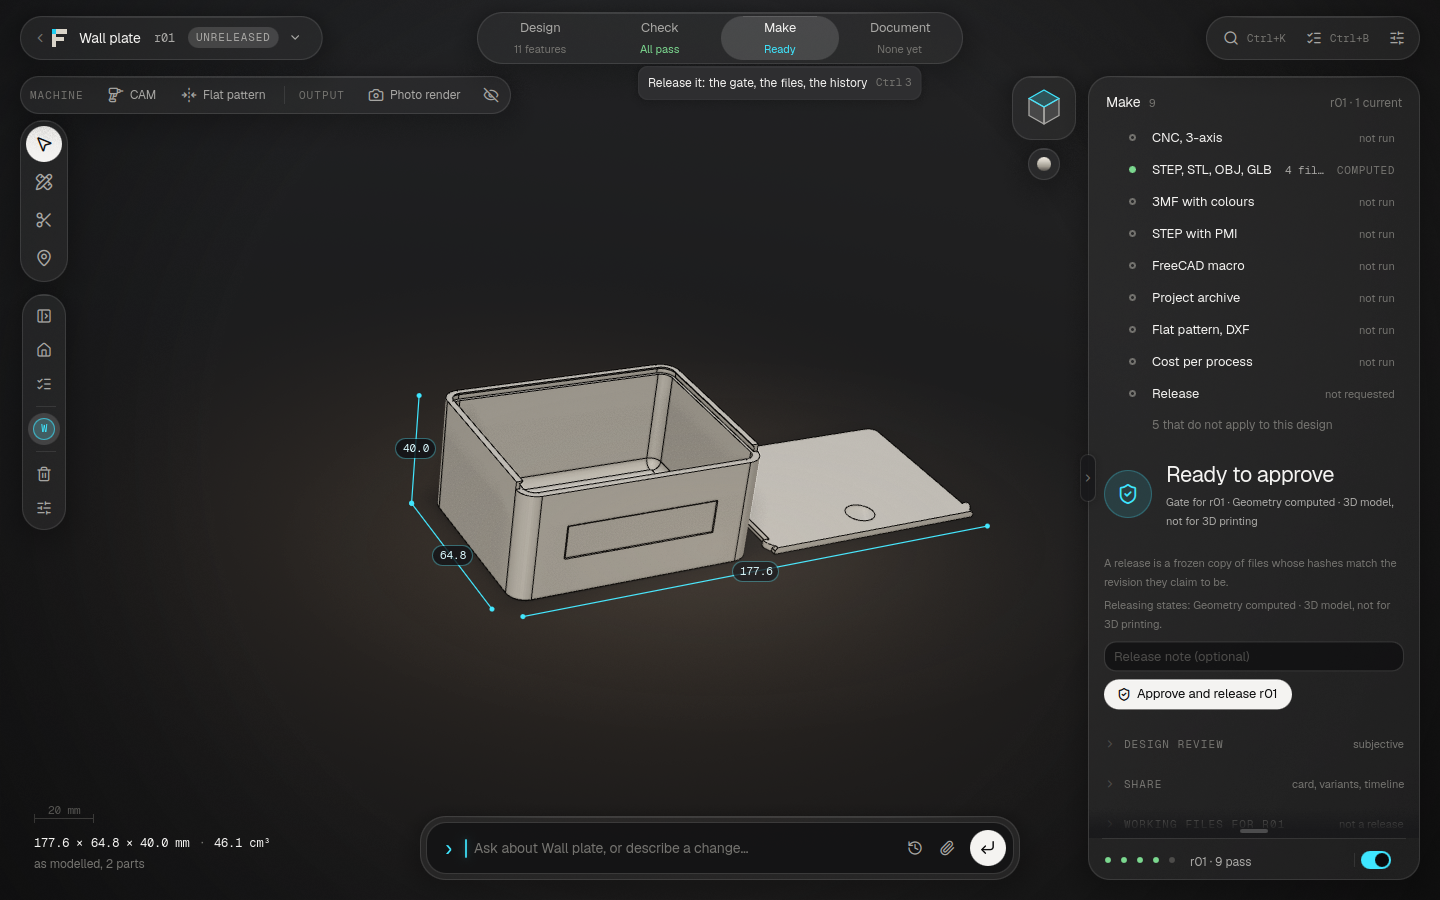 Wall plate r01 UNRELEASED
Design
11 features
Check
All pass
Make
Ready
Document
None yet
Ctrl+K
Ctrl+B
MACHINE CAM Flat pattern OUTPUT Photo render
Release it: the gate, the files, the history Ctrl 3
W
Make 9 r01 · 1 current
CNC, 3-axis not run
STEP, STL, OBJ, GLB 4 fil… COMPUTED
3MF with colours not run
STEP with PMI not run
FreeCAD macro not run
Project archive not run
Flat pattern, DXF not run
Cost per process not run
Release not requested
5 that do not apply to this design
Ready to approve
Gate for r01 · Geometry computed · 3D model,
not for 3D printing
A release is a frozen copy of files whose hashes match the
revision they claim to be.
Releasing states: Geometry computed · 3D model, not for
3D printing.
Release note (optional)
Approve and release r01
DESIGN REVIEW subjective
SHARE card, variants, timeline
WORKING FILES FOR R01 not a release
r01 · 9 pass
40.0
64.8
177.6
20 mm
177.6 × 64.8 × 40.0 mm · 46.1 cm³
as modelled, 2 parts
Ask about Wall plate, or describe a change…